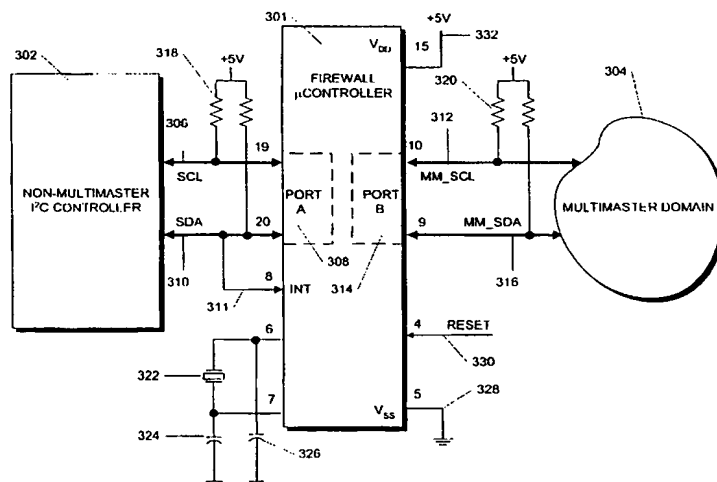 302
318
+5V
301
V_DD
15
+5V
332
320
+5V
304
FIREWALL
µCONTROLLER
306
19
SCL
10
312
MM_SCL
NON-MULTIMASTER
I²C CONTROLLER
PORT
A
PORT
B
MULTIMASTER DOMAIN
SDA
20
9
MM_SDA
308
310
311
8
INT
314
316
6
4
RESET
330
322
7
5
V_SS
328
324
326